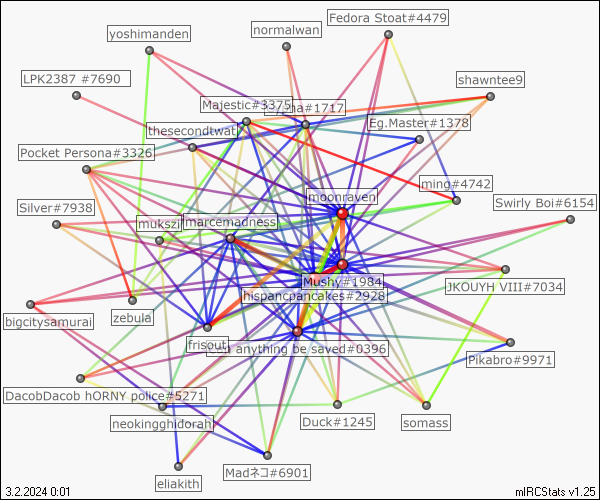 Fedora Stoat#4479
normalwan
yoshimanden
LPK2387 #7690
shawntee9
Majestic#3375
#1717
Eg.Master#1378
thesecondtwat
Pocket Persona#3326
ming#4742
moonraven
Swirly Boi#6154
Silver#7938
mukszi
marcemadness
Mushy#1984
JKOUYH VIII#7034
hispancpancakes#2928
bigcitysamurai
zebula
frisout
anything be saved#0396
Pikabro#9971
DacobDacob hORNY police#5271
neokingghidorah
Duck#1245
somass
Madネコ#6901
eliakith
3.2.2024 0:01
mIRCStats v1.25